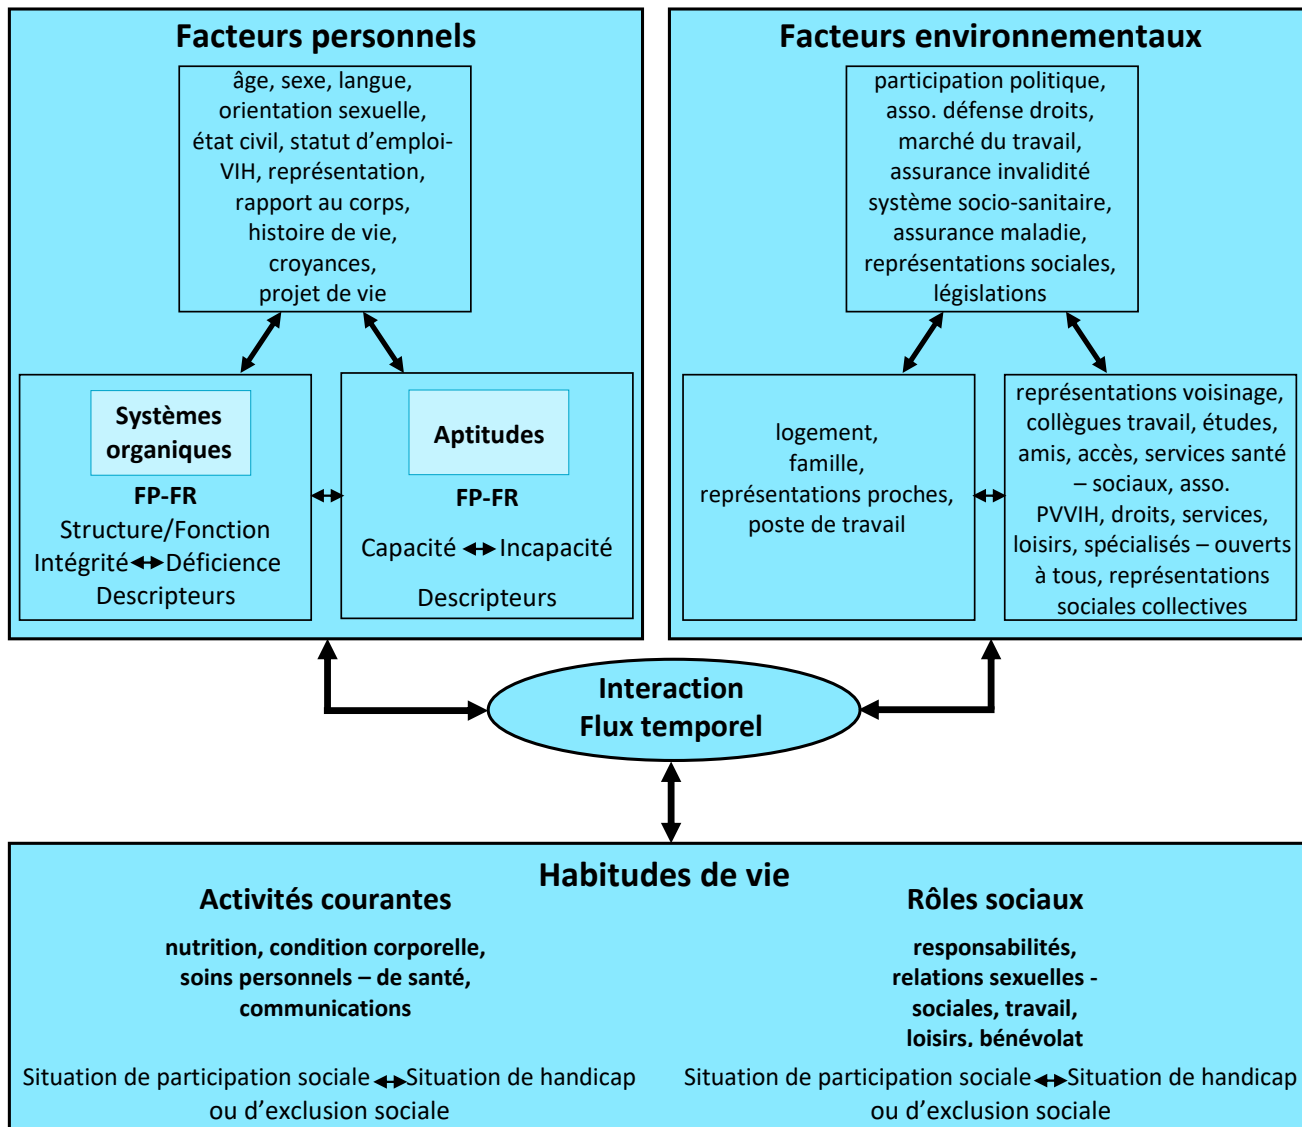 Facteurs personnels
âge, sexe, langue,
orientation sexuelle,
état civil, statut d’emploi-
VIH, représentation,
rapport au corps,
histoire de vie,
croyances,
projet de vie
Systèmes
organiques
FP-FR
Structure/Fonction
Intégrité Déficience
Descripteurs
Aptitudes
FP-FR
Capacité Incapacité
Descripteurs
Facteurs environnementaux
participation politique,
asso. défense droits,
marché du travail,
assurance invalidité
système socio-sanitaire,
assurance maladie,
représentations sociales,
législations
logement,
famille,
représentations proches,
poste de travail
représentations voisinage,
collègues travail, études,
amis, accès, services santé
– sociaux, asso.
PVVIH, droits, services,
loisirs, spécialisés – ouverts
à tous, représentations
sociales collectives
Interaction
Flux temporel
Habitudes de vie
Activités courantes
nutrition, condition corporelle,
soins personnels – de santé,
communications
Situation de participation sociale Situation de handicap
ou d’exclusion sociale
Rôles sociaux
responsabilités,
relations sexuelles -
sociales, travail,
loisirs, bénévolat
Situation de participation sociale Situation de handicap
ou d’exclusion sociale